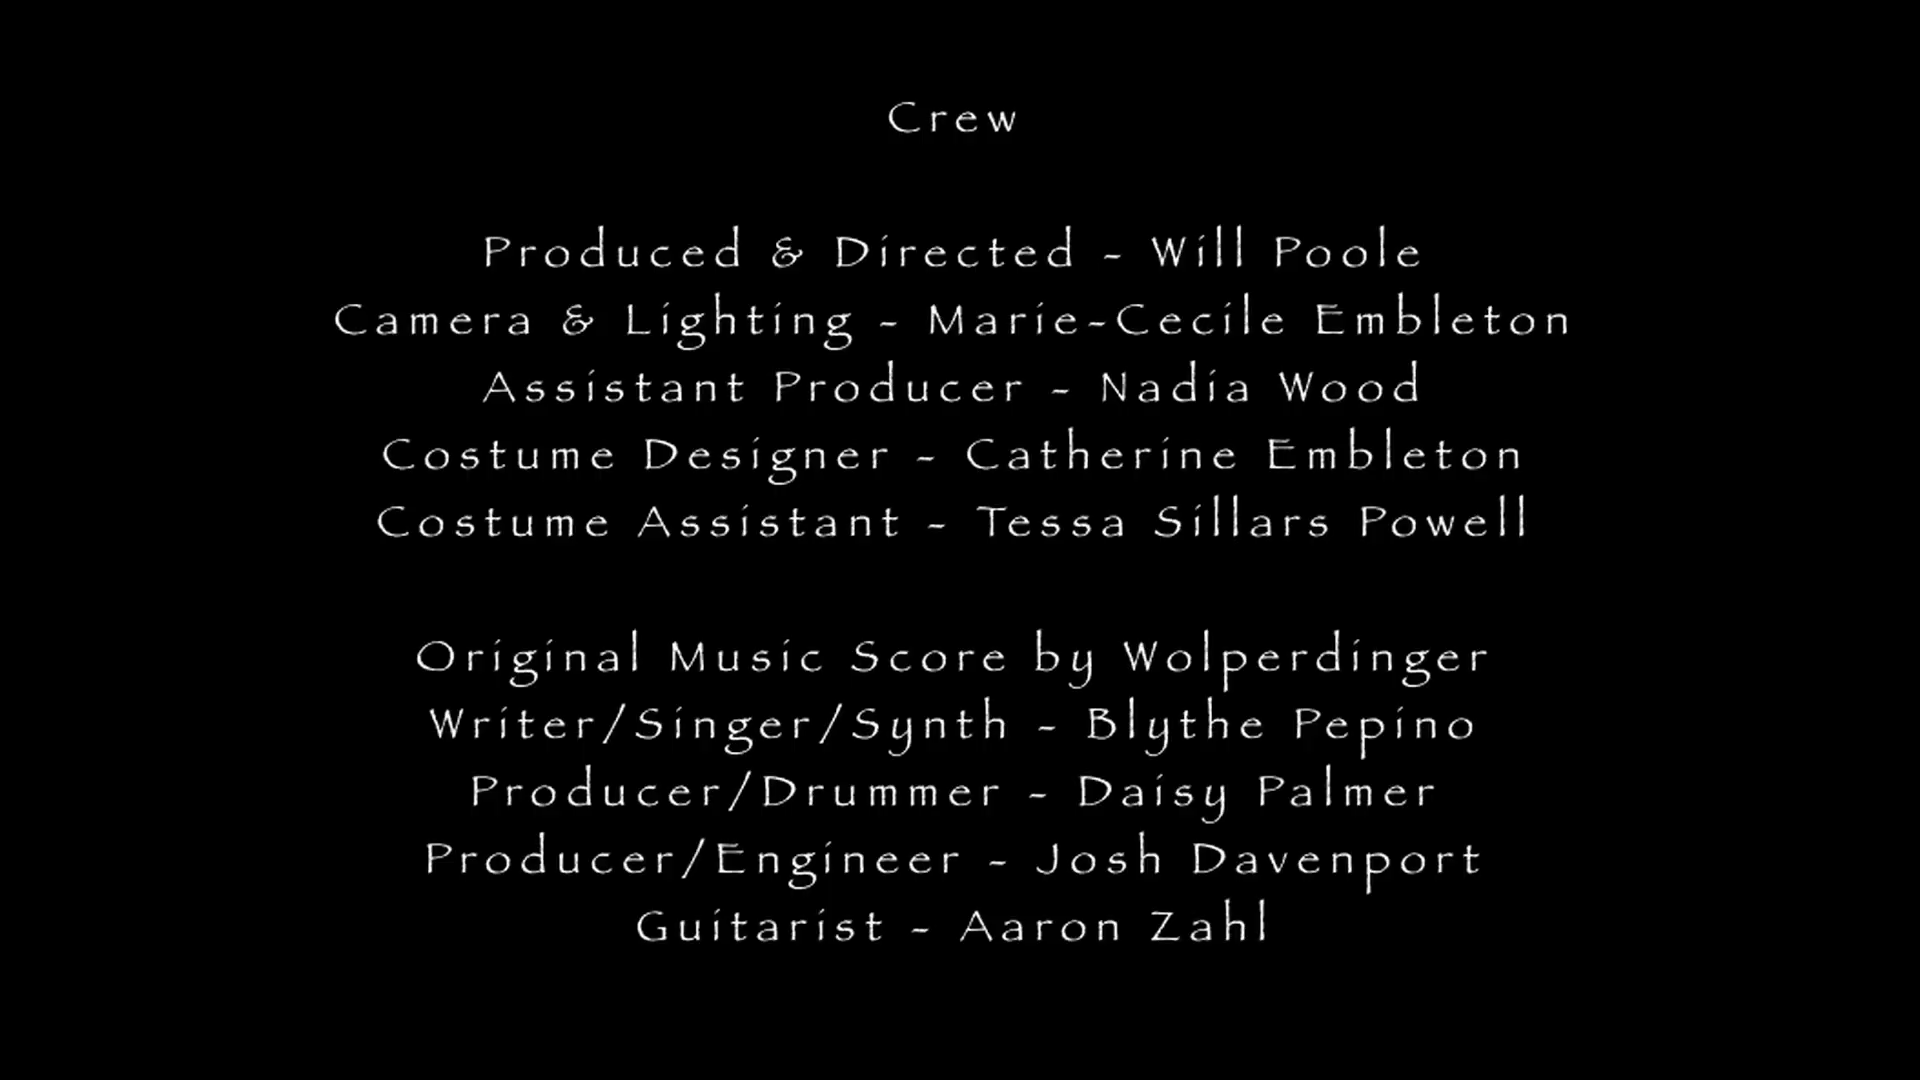 Crew
Produced & Directed - Will Poole
Camera & Lighting - Marie-Cecile Embleton
Assistant Producer - Nadia Wood
Costume Designer - Catherine Embleton
Costume Assistant - Tessa Sillars Powell
Original Music Score by Wolperdinger
Writer/Singer/Synth - Blythe Pepino
Producer/Drummer - Daisy Palmer
Producer/Engineer - Josh Davenport
Guitarist - Aaron Zahl